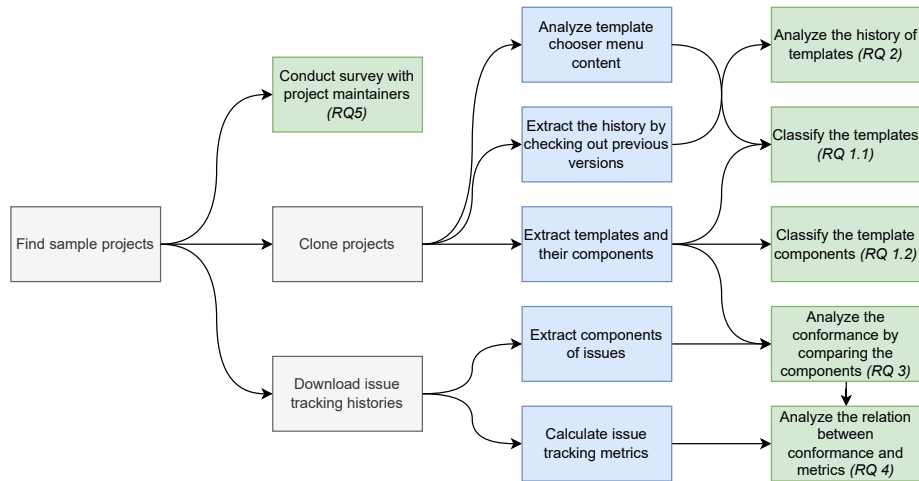 Find sample projects
Conduct survey with
project maintainers
(RQ5)
Clone projects
Download issue
tracking histories
Analyze template
chooser menu
content
Extract the history by
checking out previous
versions
Extract templates and
their components
Extract components
of issues
Calculate issue
tracking metrics
Analyze the history of
templates (RQ 2)
Classify the templates
(RQ 1.1)
Classify the template
components (RQ 1.2)
Analyze the
conformance by
comparing the
components (RQ 3)
Analyze the relation
between
conformance and
metrics (RQ 4)